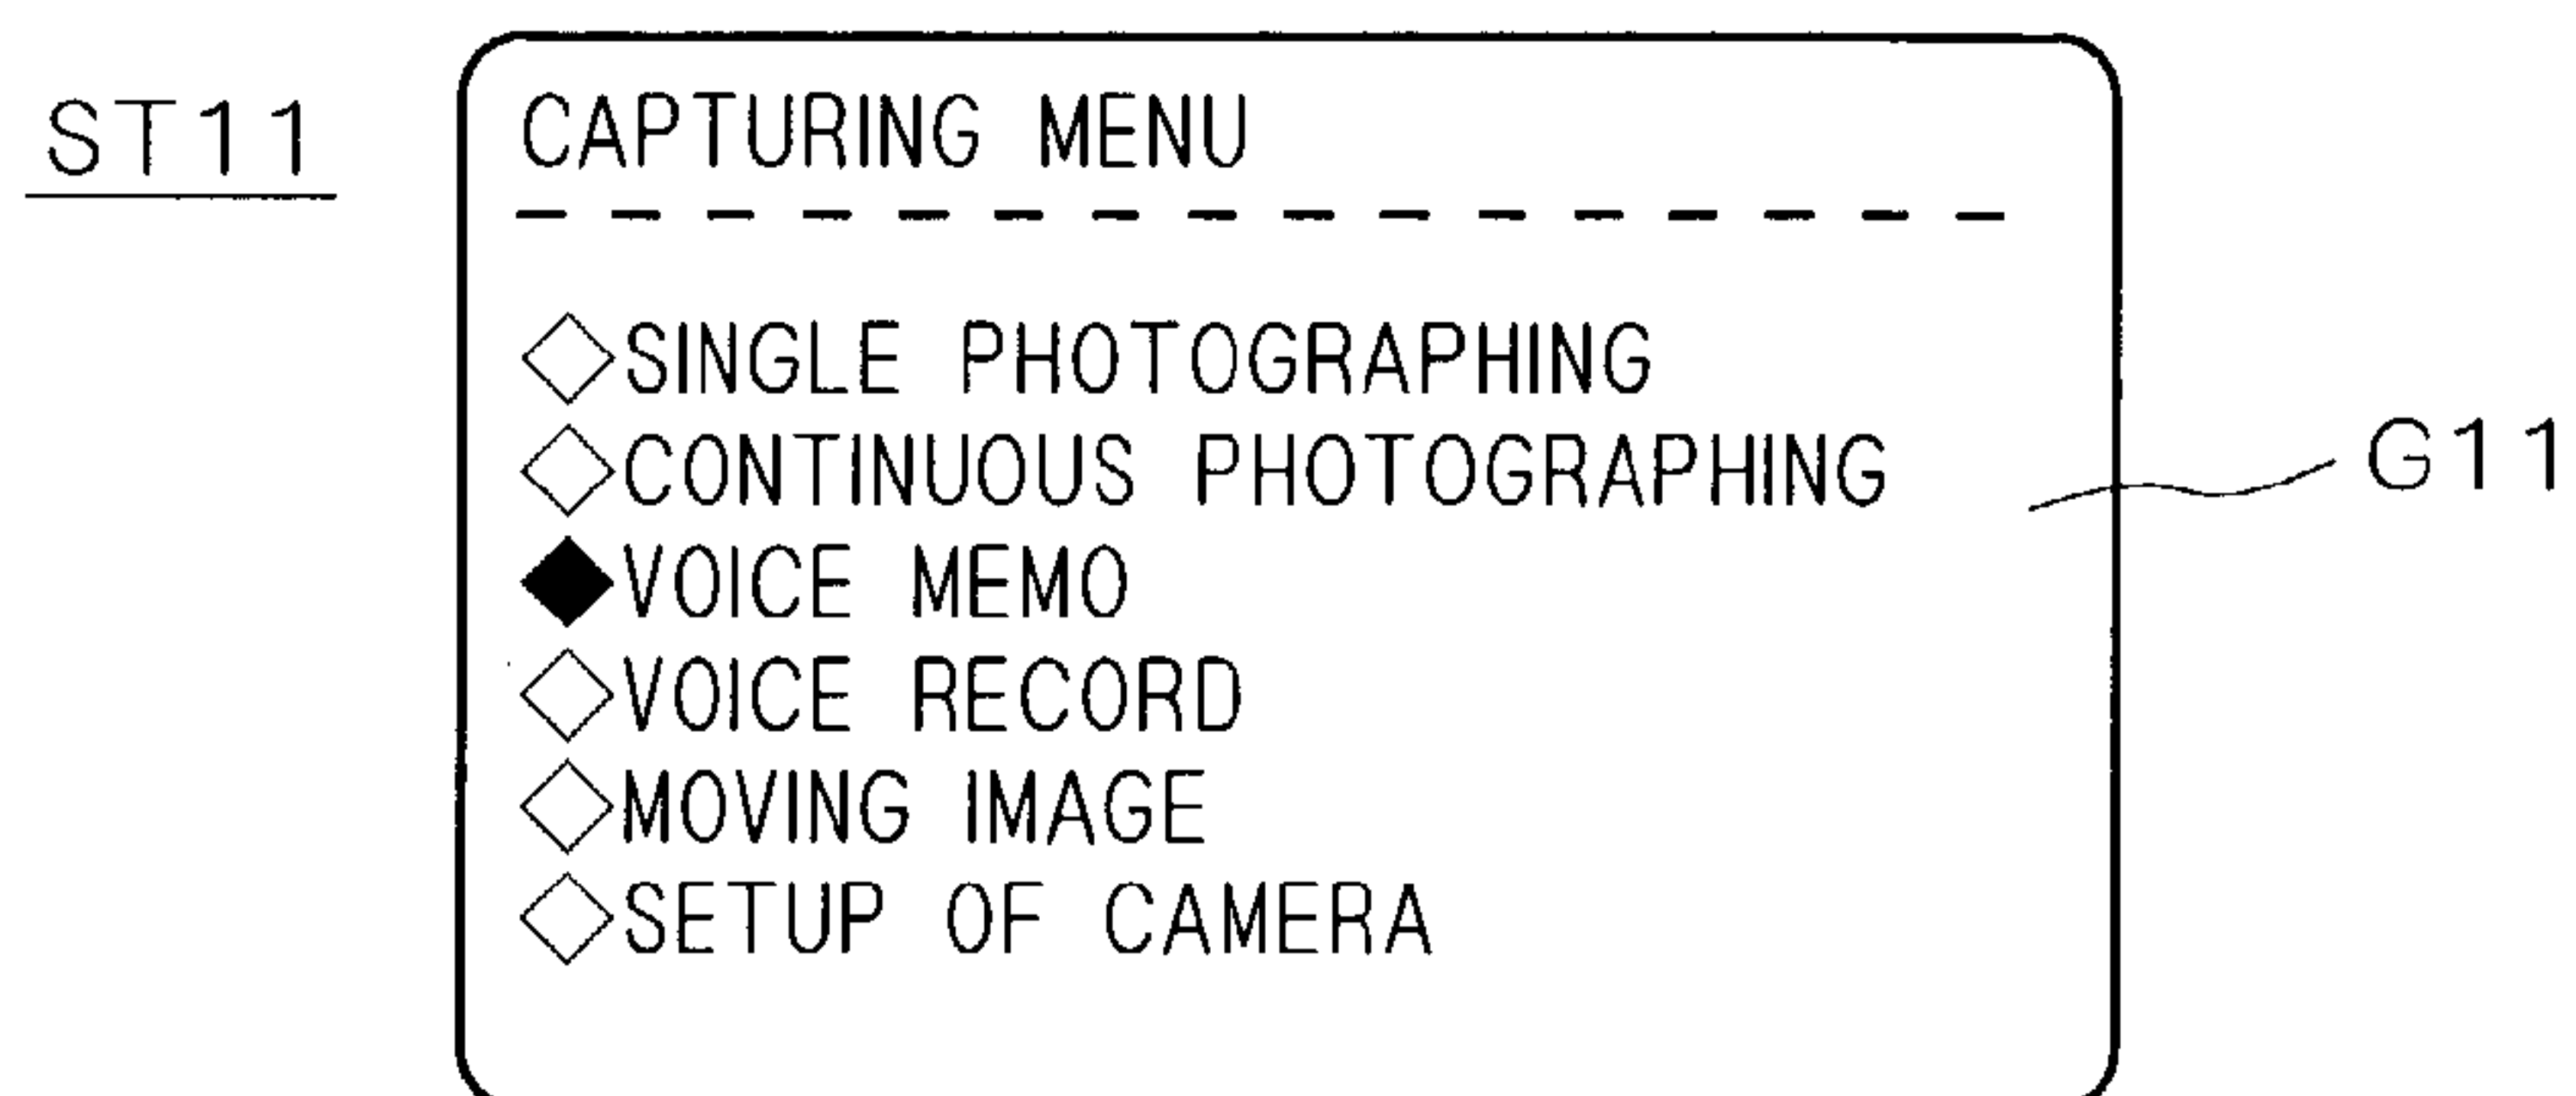 ST11
CAPTURING MENU
◇SINGLE PHOTOGRAPHING
◇CONTINUOUS PHOTOGRAPHING
◆VOICE MEMO
◇VOICE RECORD
◇MOVING IMAGE
◇SETUP OF CAMERA
G11